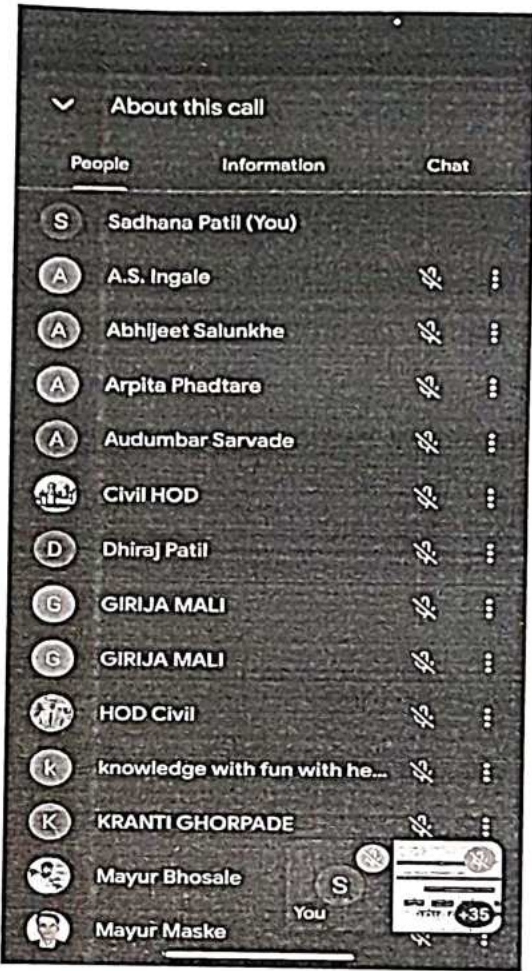 About this call
People Information Chat
S Sadhana Patil (You)
A A.S. Ingale
A Abhijeet Salunkhe
A Arpita Phadtare
A Audumbar Sarvade
Civil HOD
D Dhiraj Patil
G GIRIJA MALI
G GIRIJA MALI
HOD Civil
k knowledge with fun with he...
K KRANTI GHORPADE
Mayur Bhosale
S
You
+35
Mayur Maske